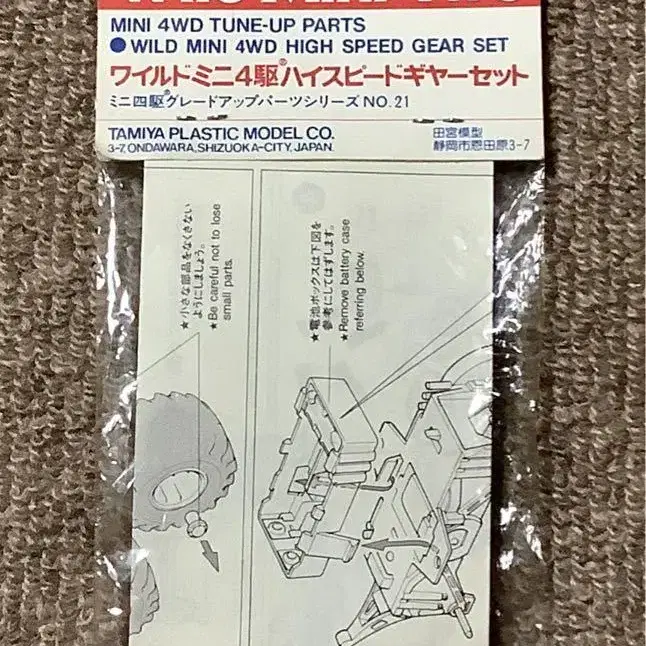 MINI 4WD TUNE-UP PARTS
● WILD MINI 4WD HIGH SPEED GEAR SET
ワイルドミニ4駆®ハイスピードギヤーセット
ミニ四駆®グレードアップパーツシリーズ NO.21
TAMIYA PLASTIC MODEL CO.
3-7, ONDAWARA, SHIZUOKA-CITY, JAPAN.
田宮模型
静岡市恩田原3-7
★小さな部品をなくさない
ようにしましょう。
★Be careful not to lose
small parts.
★電池ボックスは下図を
参考にしてはずします。
★Remove battery case
referring below.